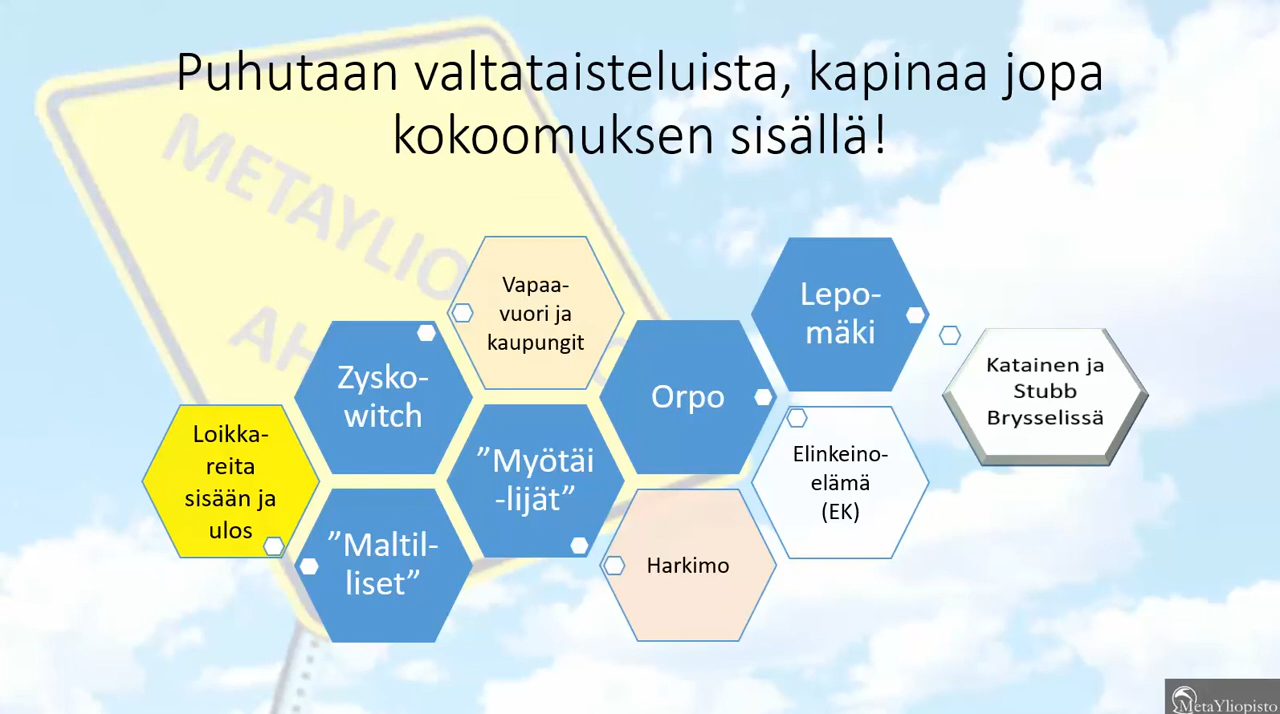 Puhutaan valtataisteluista, kapinaa jopa
kokoomuksen sisällä!
METAYLIO
AH
Vapaa-
vuori ja
kaupungit
Lepo-
mäki
Zysko-
witch
Orpo
Katainen ja
Stubb
Brysselissä
Loikka-
reita
sisään ja
ulos
”Myötäi
-lijät”
Elinkeino-
elämä
(EK)
”Maltil-
liset”
Harkimo
MetaYliopisto